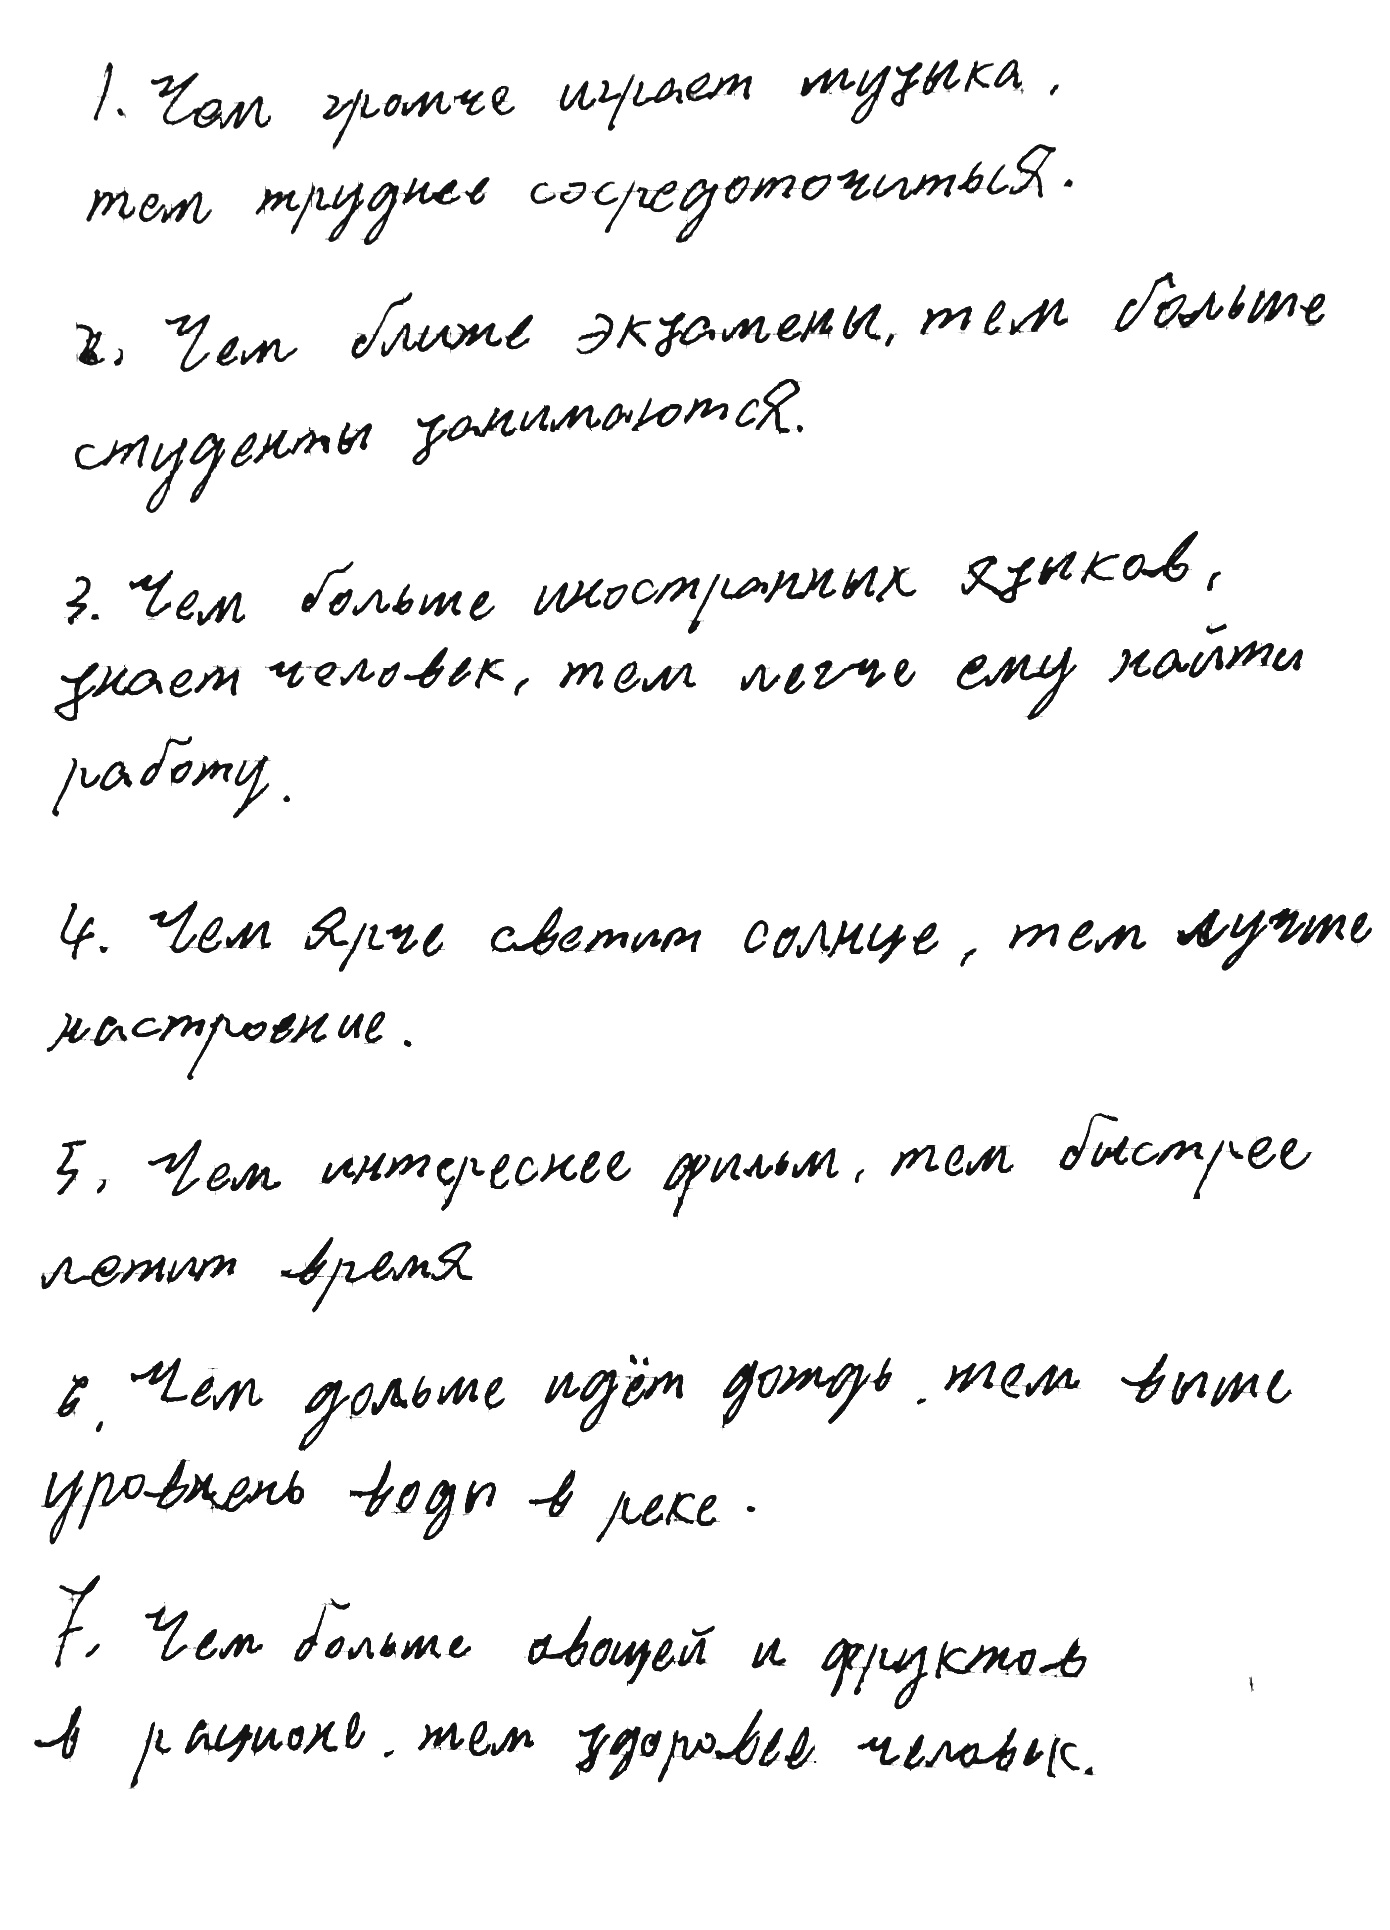 1. Чем громче играет музыка,
тем труднее сосредоточиться.
2. Чем ближе экзамены, тем больше
студенты занимаются.
3. Чем больше иностранных языков,
знает человек, тем легче ему найти
работу.
4. Чем ярче светит солнце, тем лучше
настроение.
5, Чем интереснее фильм, тем быстрее
летит время
6. Чем дольше идёт дождь. тем выше
уровнень воды в реке.
7, Чем больше овощей и фруктов
в рационе. тем здоровее человек.